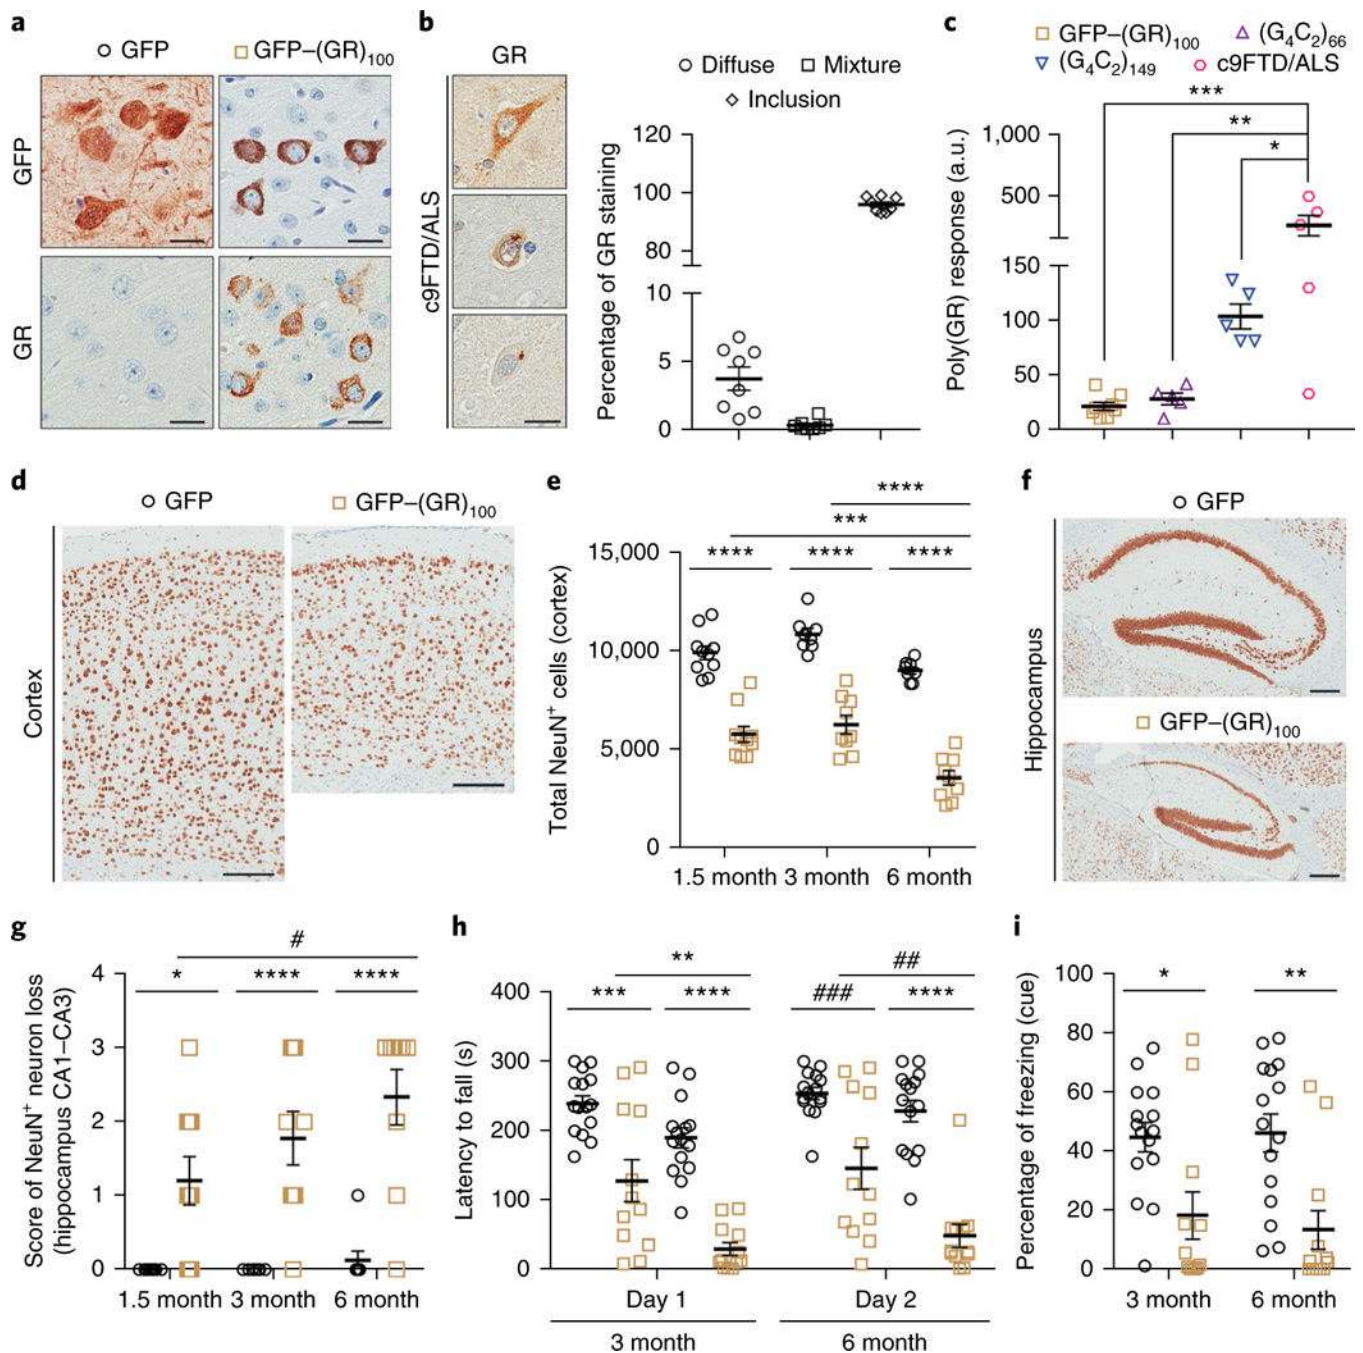 a
○ GFP
□ GFP–(GR)100
GFP
GR
b
GR
c9FTD/ALS
○ Diffuse □ Mixture
◇ Inclusion
Percentage of GR staining
120
100
80
10
5
0
c
□ GFP–(GR)100 △ (G4C2)66
▽ (G4C2)149 ⬡ c9FTD/ALS
***
**
*
Poly(GR) response (a.u.)
1,000
500
150
100
50
0
d
○ GFP
□ GFP–(GR)100
Cortex
e
****
***
**** **** ****
Total NeuN+ cells (cortex)
15,000
10,000
5,000
0
1.5 month 3 month 6 month
f
○ GFP
□ GFP–(GR)100
Hippocampus
g
#
* **** ****
Score of NeuN+ neuron loss
(hippocampus CA1–CA3)
4
3
2
1
0
1.5 month 3 month 6 month
h
** ##
*** **** ### ****
Latency to fall (s)
400
300
200
100
0
Day 1 Day 2
3 month 6 month
i
* **
Percentage of freezing (cue)
100
80
60
40
20
0
3 month 6 month